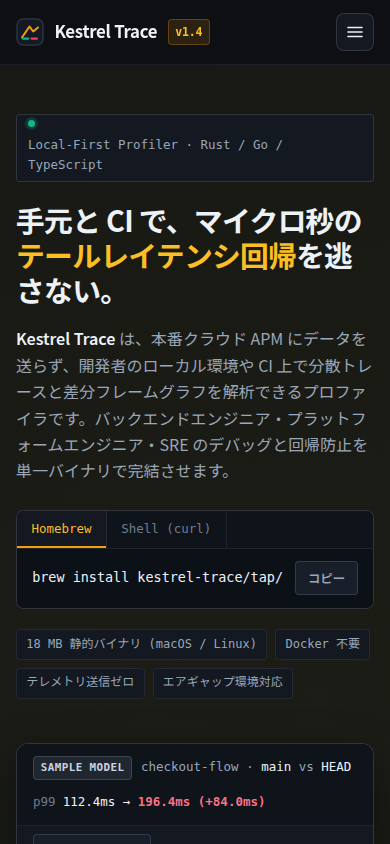 Kestrel Trace v1.4
Local-First Profiler · Rust / Go /
TypeScript
手元と CI で、マイクロ秒の
テールレイテンシ回帰を逃
さない。
Kestrel Trace は、本番クラウド APM にデータを
送らず、開発者のローカル環境や CI 上で分散トレ
ースと差分フレームグラフを解析できるプロファ
イラです。バックエンドエンジニア・プラットフ
ォームエンジニア・SRE のデバッグと回帰防止を
単一バイナリで完結させます。
Homebrew Shell (curl)
brew install kestrel-trace/tap/ コピー
18 MB 静的バイナリ (macOS / Linux) Docker 不要
テレメトリ送信ゼロ エアギャップ環境対応
SAMPLE MODEL checkout-flow · main vs HEAD
p99 112.4ms → 196.4ms (+84.0ms)